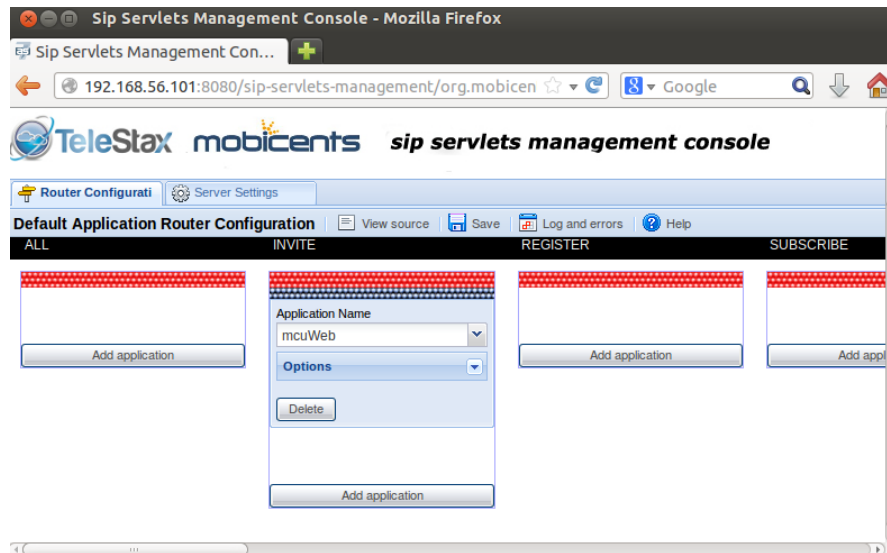 Sip Servlets Management Console - Mozilla Firefox
Sip Servlets Management Con...
192.168.56.101:8080/sip-servlets-management/org.mobicen
8 Google
TeleStax mobicents sip servlets management console
Router Configurati Server Settings
Default Application Router Configuration View source Save Log and errors Help
ALL INVITE REGISTER SUBSCRIBE
Application Name
mcuWeb
Add application Add application Add appl
Options
Delete
Add application